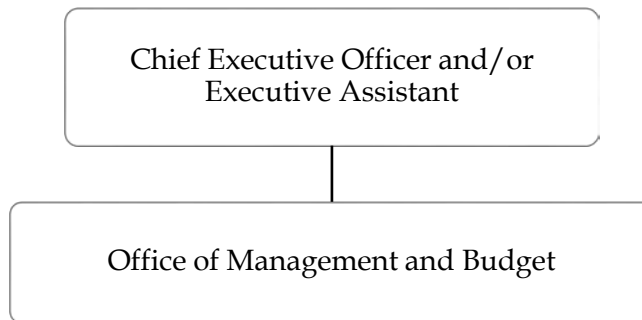 Chief Executive Officer and/or
Executive Assistant
Office of Management and Budget